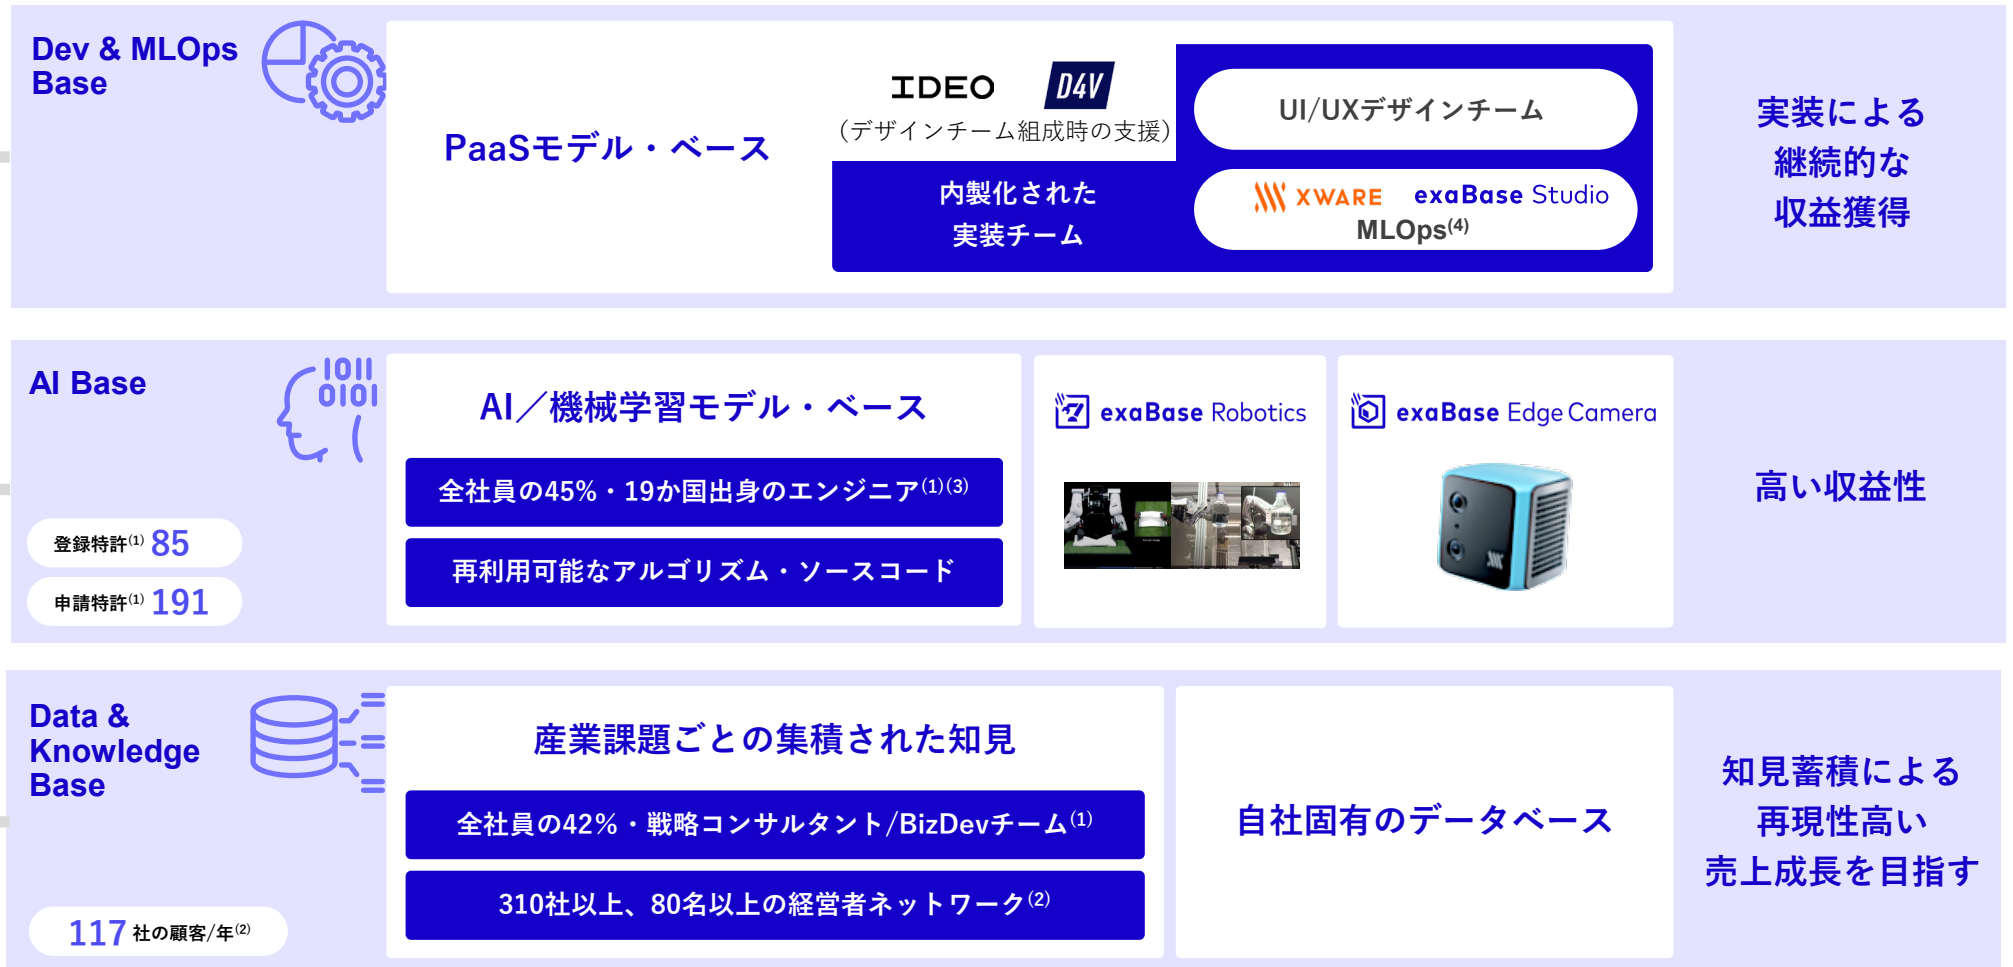 Dev & MLOps
Base
PaaSモデル・ベース
IDEO D4V
（デザインチーム組成時の支援）
内製化された
実装チーム
UI/UXデザインチーム
XWARE exaBase Studio
MLOps(4)
実装による
継続的な
収益獲得
AI Base
1011
0101
登録特許(1) 85
申請特許(1) 191
AI／機械学習モデル・ベース
全社員の45%・19か国出身のエンジニア(1)(3)
再利用可能なアルゴリズム・ソースコード
exaBase Robotics
exaBase Edge Camera
高い収益性
Data &
Knowledge
Base
117 社の顧客/年(2)
産業課題ごとの集積された知見
全社員の42%・戦略コンサルタント/BizDevチーム(1)
310社以上、80名以上の経営者ネットワーク(2)
自社固有のデータベース
知見蓄積による
再現性高い
売上成長を目指す